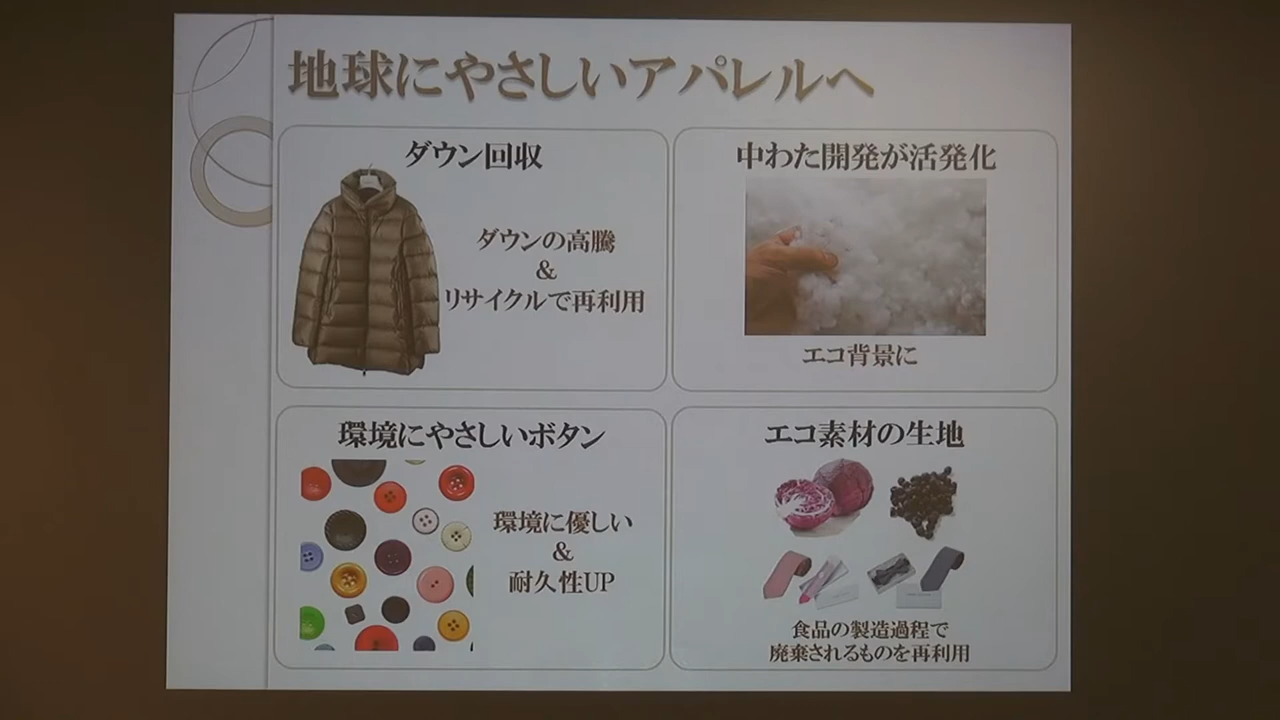 地球にやさしいアパレルへ
ダウン回収
ダウンの高騰
&
リサイクルで再利用
中わた開発が活発化
エコ背景に
環境にやさしいボタン
環境に優しい
&
耐久性UP
エコ素材の生地
食品の製造過程で
廃棄されるものを再利用